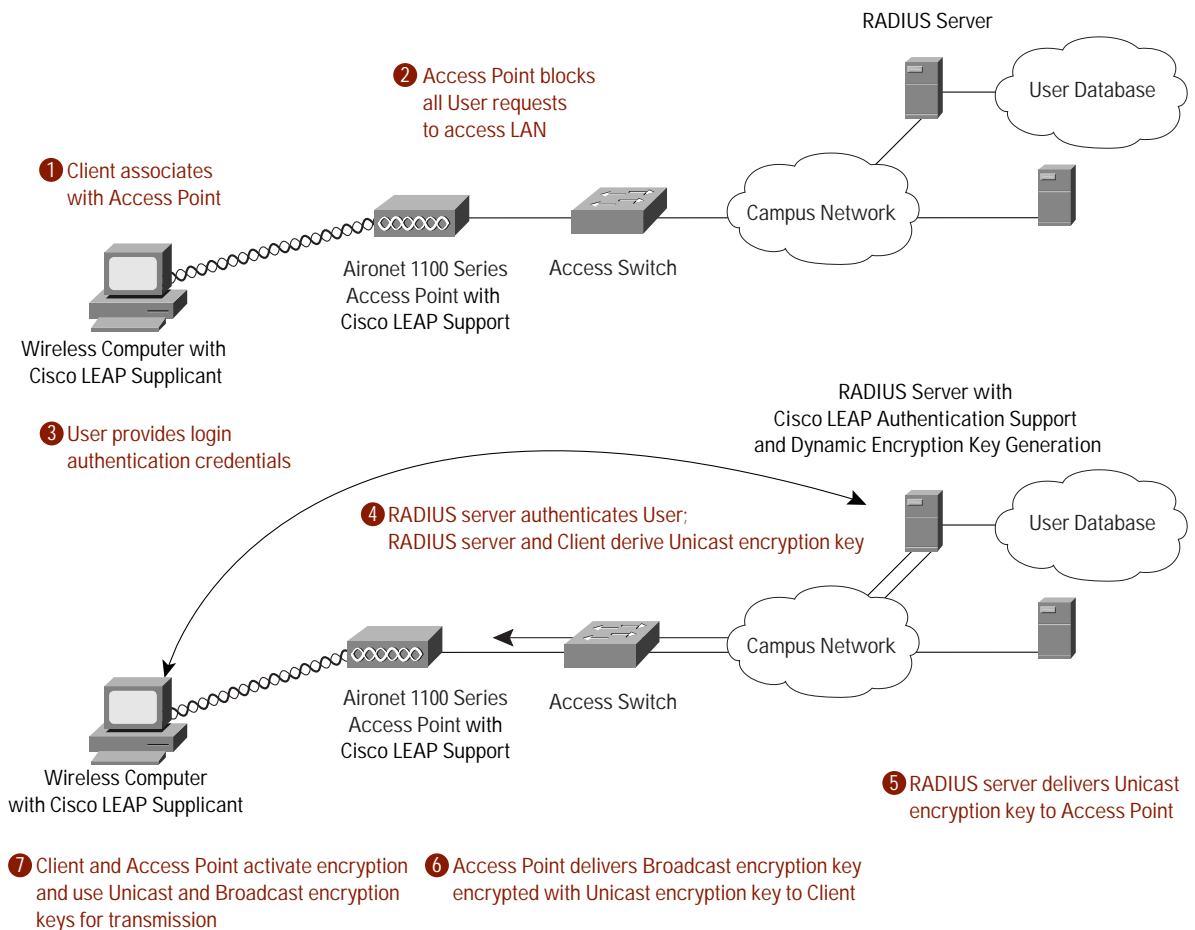 RADIUS Server
2 Access Point blocks
all User requests
to access LAN
User Database
1 Client associates
with Access Point
Campus Network
Aironet 1100 Series
Access Point with
Cisco LEAP Support
Access Switch
Wireless Computer with
Cisco LEAP Supplicant
RADIUS Server with
Cisco LEAP Authentication Support
and Dynamic Encryption Key Generation
3 User provides login
authentication credentials
4 RADIUS server authenticates User;
RADIUS server and Client derive Unicast encryption key
User Database
Campus Network
Aironet 1100 Series
Access Point with
Cisco LEAP Support
Access Switch
Wireless Computer
with Cisco LEAP Supplicant
5 RADIUS server delivers Unicast
encryption key to Access Point
7 Client and Access Point activate encryption
and use Unicast and Broadcast encryption
keys for transmission
6 Access Point delivers Broadcast encryption key
encrypted with Unicast encryption key to Client